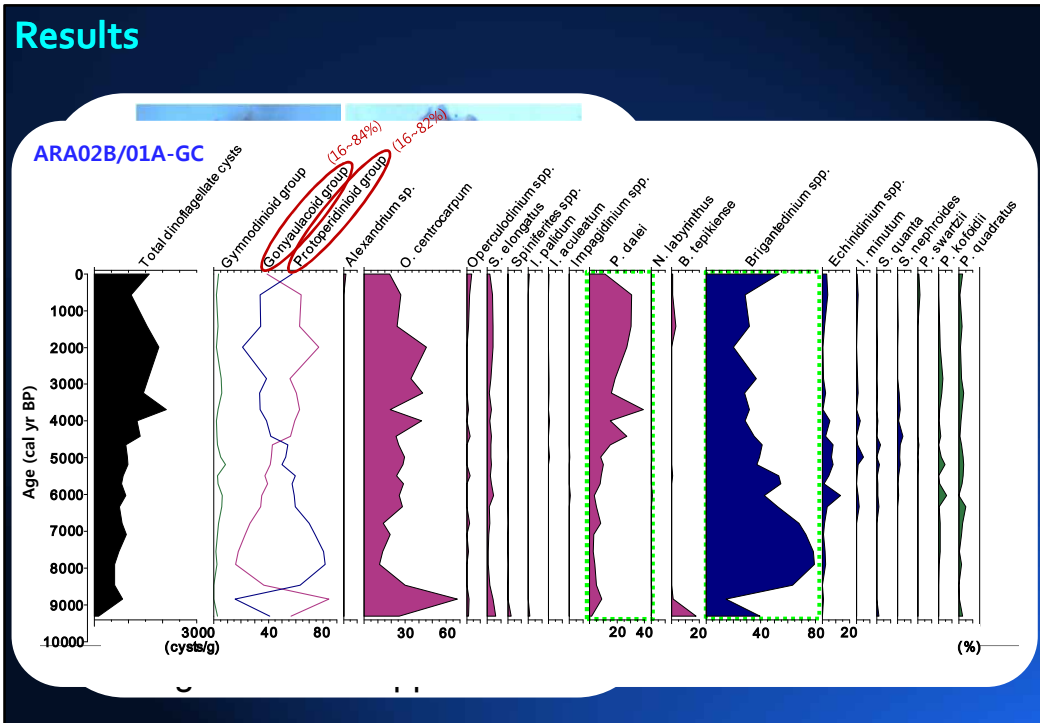 Results
ARA02B/01A-GC
(16~84%)
(16~82%)
Total dinoflagellate cysts
Gymnodinioid group
Gonyaulacoid group
Protoperidinioid group
Alexandrium sp.
O. centrocarpum
Operculodinium spp.
S. elongatus
Spiniferites spp.
I. palidum
I. aculeatum
Impagidinium spp.
P. dalei
N. labyrinthus
B. tepikiense
Brigantedinium spp.
Echinidinium spp.
I. minutum
S. quanta
S. nephroides
P. swartzii
P. kofoidii
P. quadratus
Age (cal yr BP)
0
1000
2000
3000
4000
5000
6000
7000
8000
9000
10000
3000 40 80 30 60 20 40 20 20 40 80 20
(cysts/g) (%)